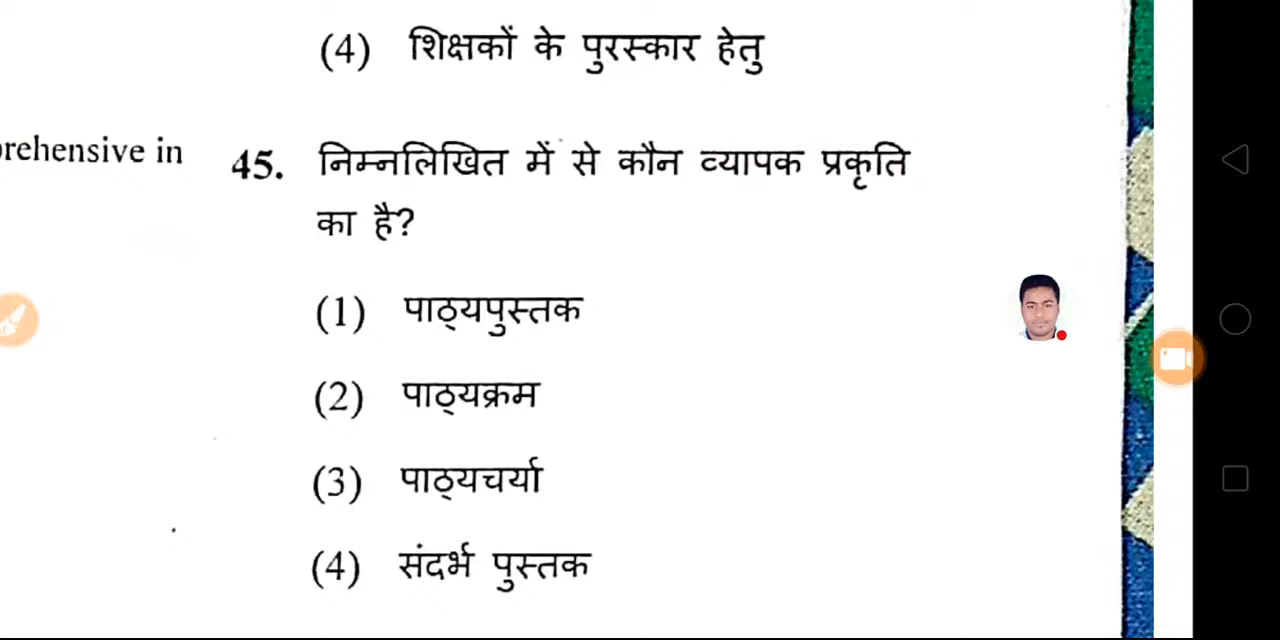 (4) शिक्षकों के पुरस्कार हेतु
prehensive in
45. निम्नलिखित में से कौन व्यापक प्रकृति
का है?
(1) पाठ्यपुस्तक
(2) पाठ्यक्रम
(3) पाठ्यचर्या
(4) संदर्भ पुस्तक